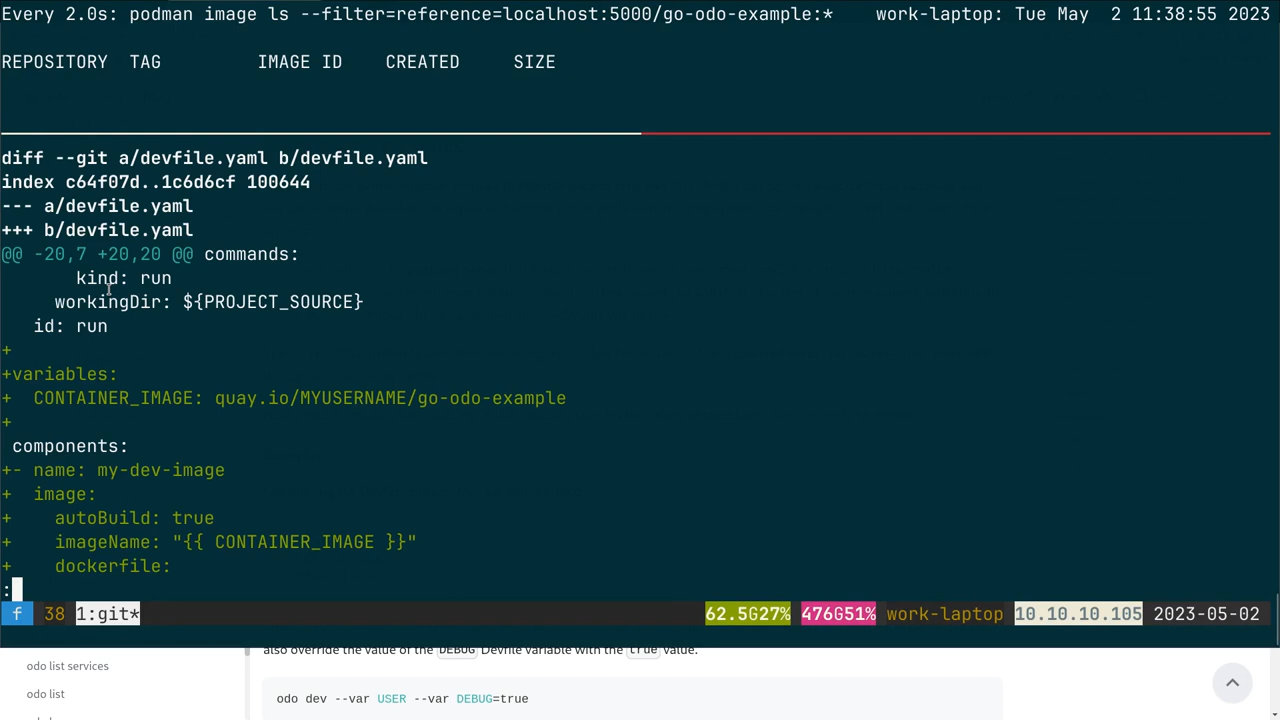 Every 2.0s: podman image ls --filter=reference=localhost:5000/go-odo-example:*    work-laptop: Tue May  2 11:38:55 2023
REPOSITORY  TAG         IMAGE ID    CREATED     SIZE
diff --git a/devfile.yaml b/devfile.yaml
index c64f07d..1c6d6cf 100644
--- a/devfile.yaml
+++ b/devfile.yaml
@@ -20,7 +20,20 @@ commands:
       kind: run
     workingDir: ${PROJECT_SOURCE}
   id: run
+
+variables:
+  CONTAINER_IMAGE: quay.io/MYUSERNAME/go-odo-example
+
 components:
+- name: my-dev-image
+  image:
+    autoBuild: true
+    imageName: "{{ CONTAINER_IMAGE }}"
+    dockerfile:
:
f  38  1:git*  62.5G27%  476G51%  work-laptop  10.10.10.105  2023-05-02
also override the value of the DEBUG Devfile variable with the true value.
odo list services
odo list
odo dev --var USER --var DEBUG=true